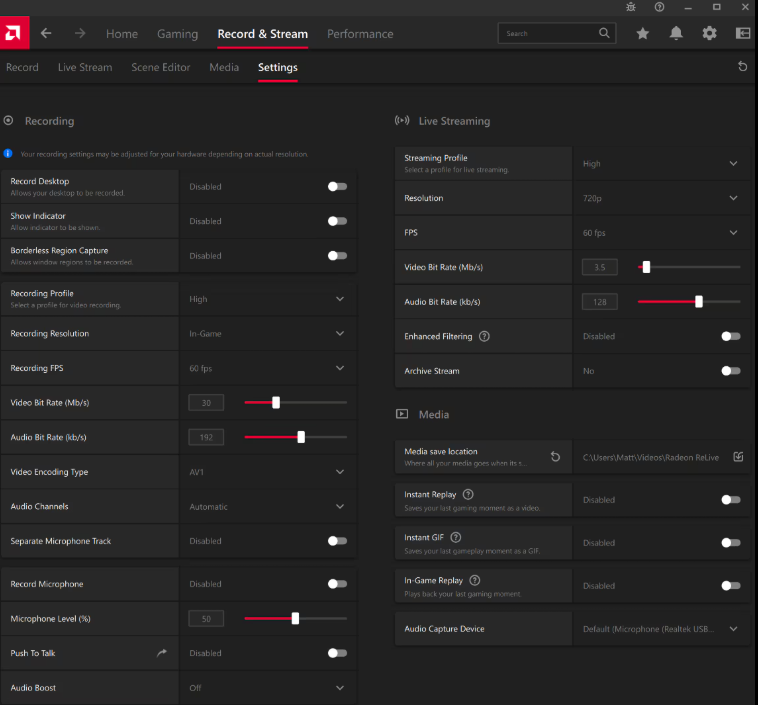 Home Gaming Record & Stream Performance Search
Record Live Stream Scene Editor Media Settings
Recording
Your recording settings may be adjusted for your hardware depending on actual resolution.
Record Desktop Disabled
Allows your desktop to be recorded.
Show Indicator Disabled
Allow indicator to be shown.
Borderless Region Capture Disabled
Allows window regions to be recorded.
Recording Profile High
Select a profile for video recording.
Recording Resolution In-Game
Recording FPS 60 fps
Video Bit Rate (Mb/s) 30
Audio Bit Rate (kb/s) 192
Video Encoding Type AV1
Audio Channels Automatic
Separate Microphone Track Disabled
Record Microphone Disabled
Microphone Level (%) 50
Push To Talk Disabled
Audio Boost Off
Live Streaming
Streaming Profile High
Select a profile for live streaming.
Resolution 720p
FPS 60 fps
Video Bit Rate (Mb/s) 3.5
Audio Bit Rate (kb/s) 128
Enhanced Filtering Disabled
Archive Stream No
Media
Media save location C:\Users\Matt\Videos\Radeon ReLive
Where all your media goes when its s...
Instant Replay Disabled
Saves your last gaming moment as a video.
Instant GIF Disabled
Saves your last gameplay moment as a GIF.
In-Game Replay Disabled
Plays back your last gaming moment.
Audio Capture Device Default (Microphone (Realtek USB...